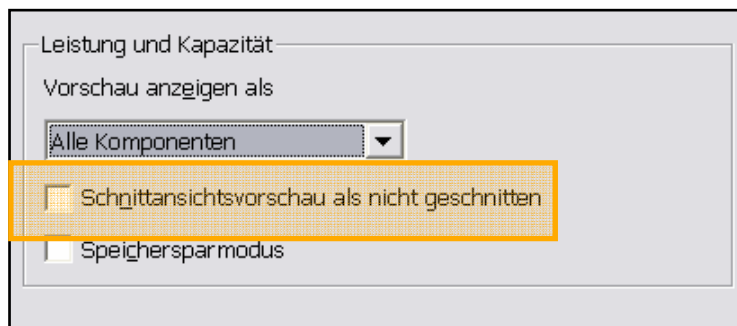 Leistung und Kapazität
Vorschau anzeigen als
Alle Komponenten
Schnittansichtsvorschau als nicht geschnitten
Speichersparmodus